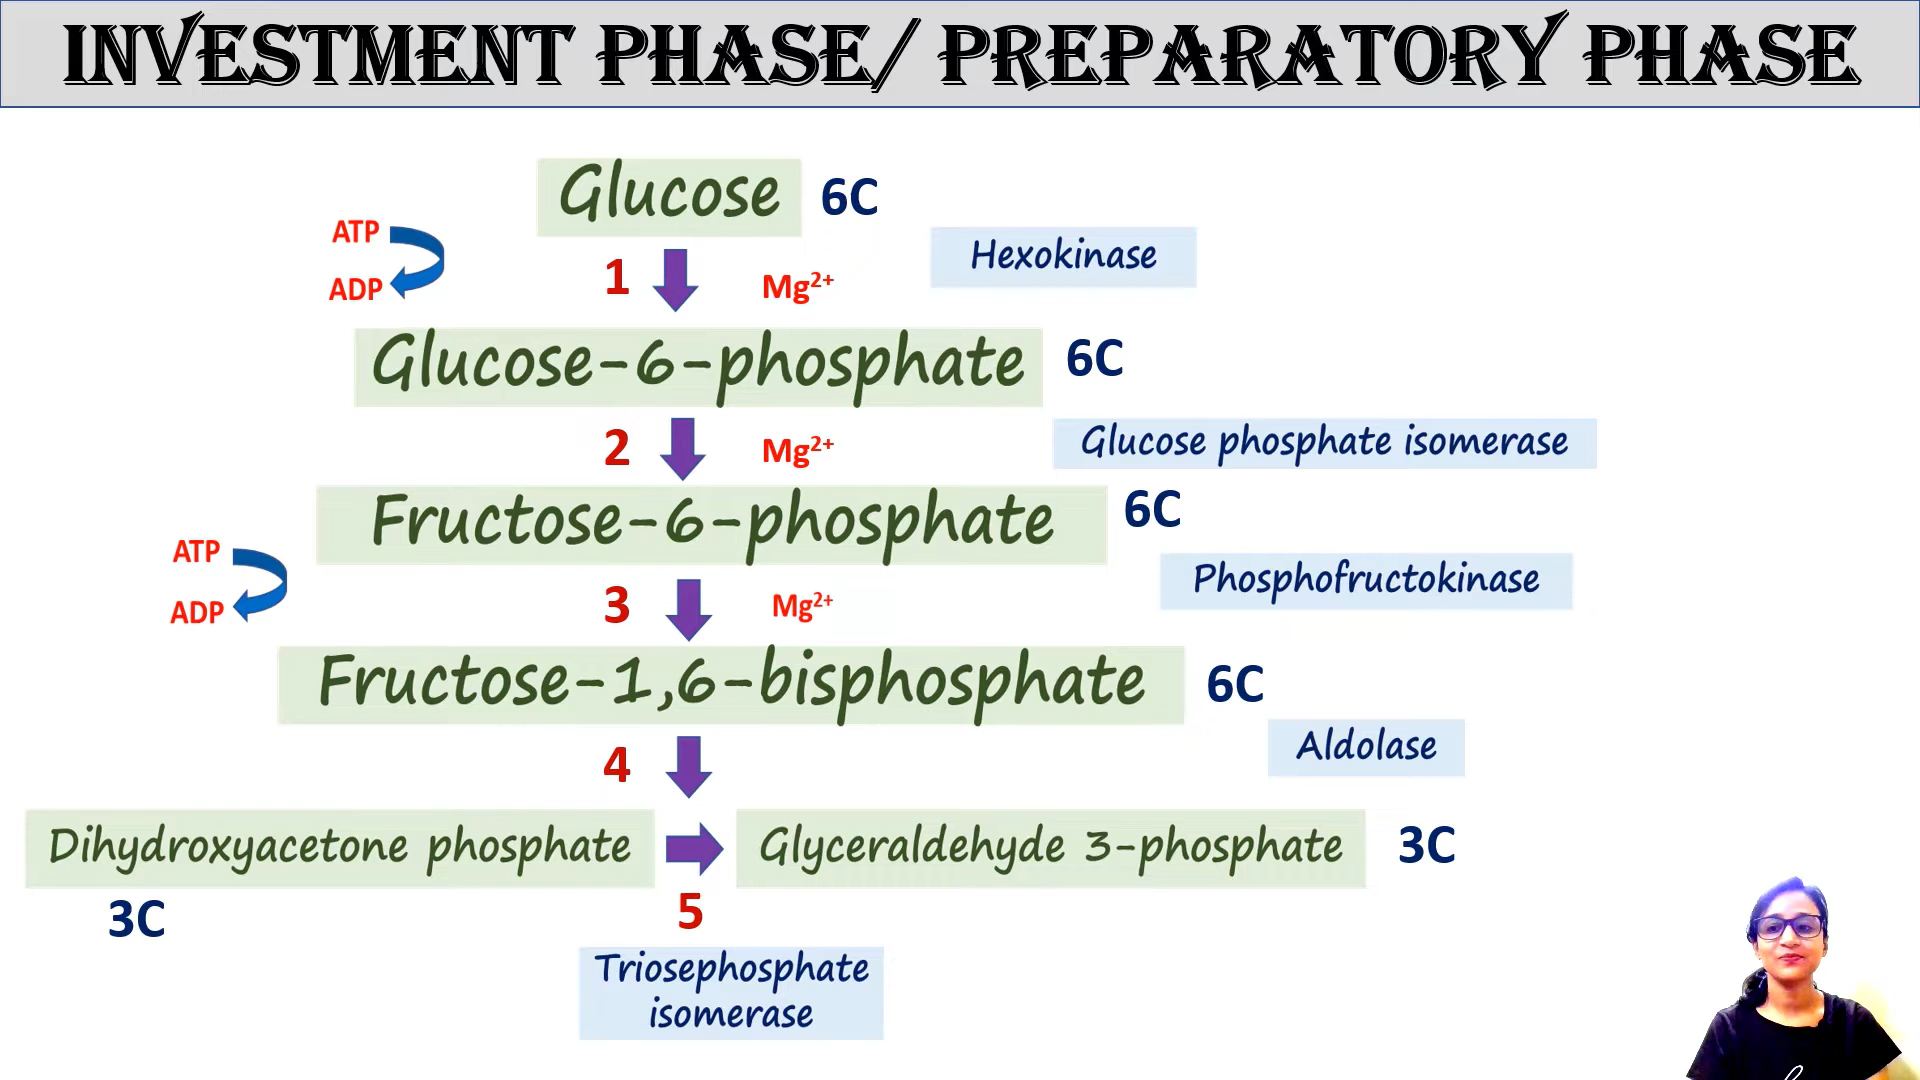 INVESTMENT PHASE/ PREPARATORY PHASE
Glucose 6C
ATP
ADP
1
Mg²⁺
Hexokinase
Glucose-6-phosphate 6C
2
Mg²⁺
Glucose phosphate isomerase
Fructose-6-phosphate 6C
ATP
ADP
3
Mg²⁺
Phosphofructokinase
Fructose-1,6-bisphosphate 6C
4
Aldolase
Dihydroxyacetone phosphate
Glyceraldehyde 3-phosphate 3C
3C
5
Triosephosphate
isomerase